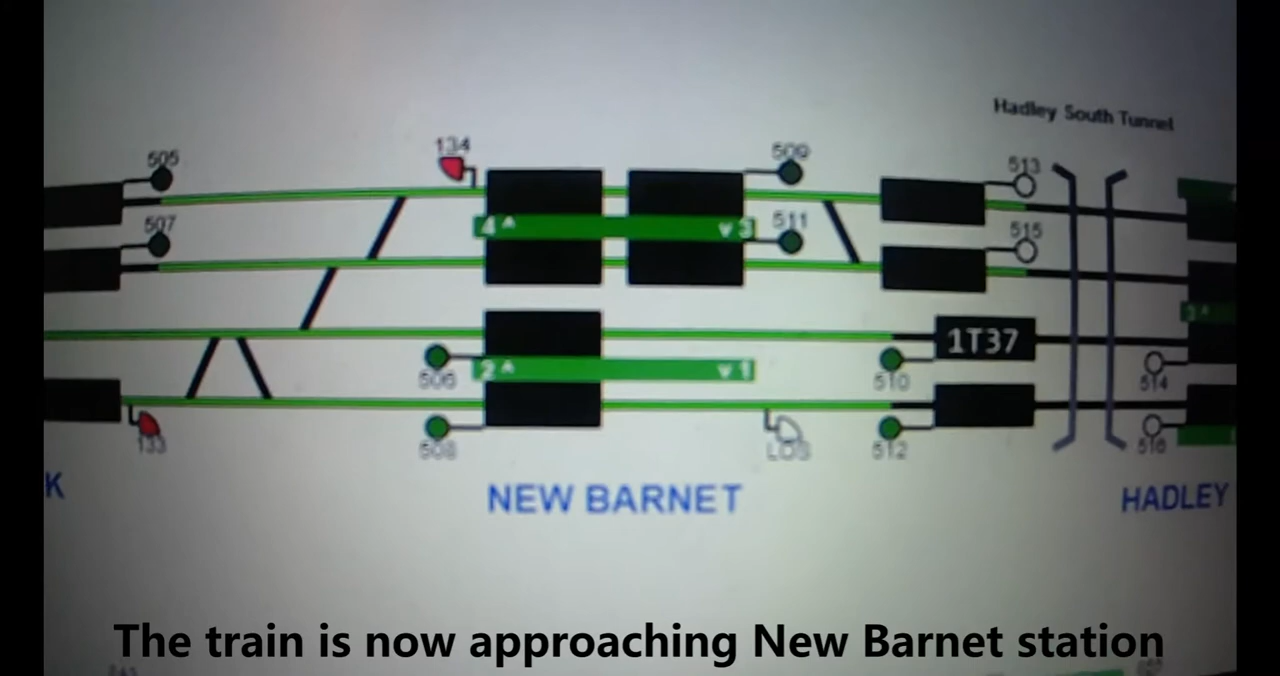 Hadley South Tunnel
134
505
509
513
507
4 ^
v 3
511
515
1T37
506
2 ^
v 1
510
514
133
508
LOS
512
516
K
NEW BARNET
HADLEY
The train is now approaching New Barnet station